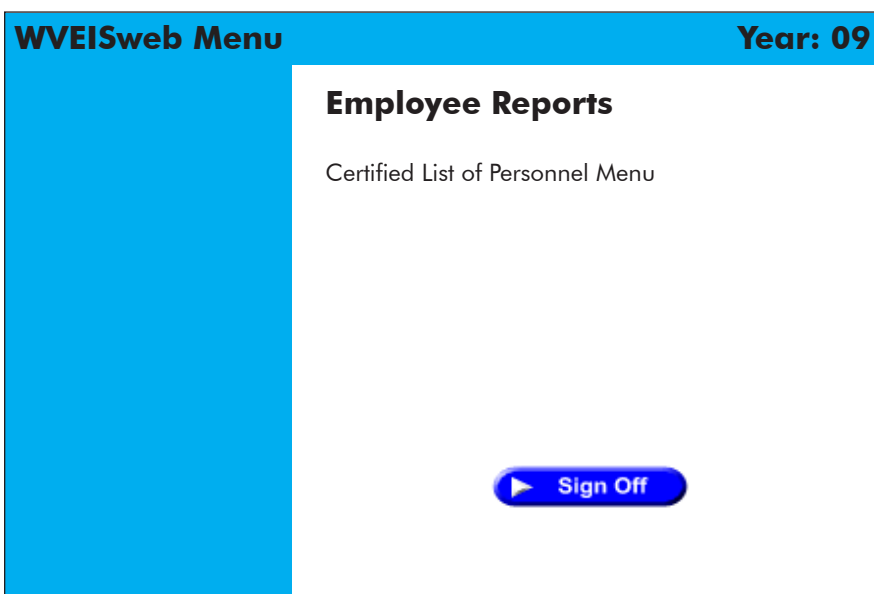 WVEISweb Menu Year: 09
Employee Reports
Certified List of Personnel Menu
Sign Off